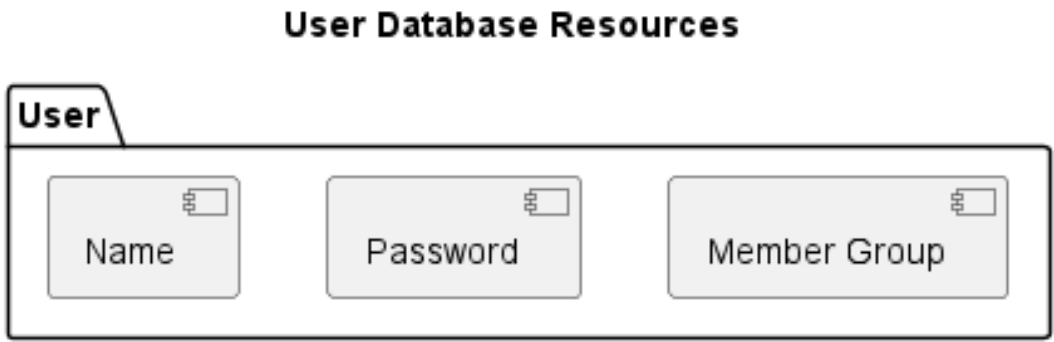 User Database Resources
User
Name
Password
Member Group